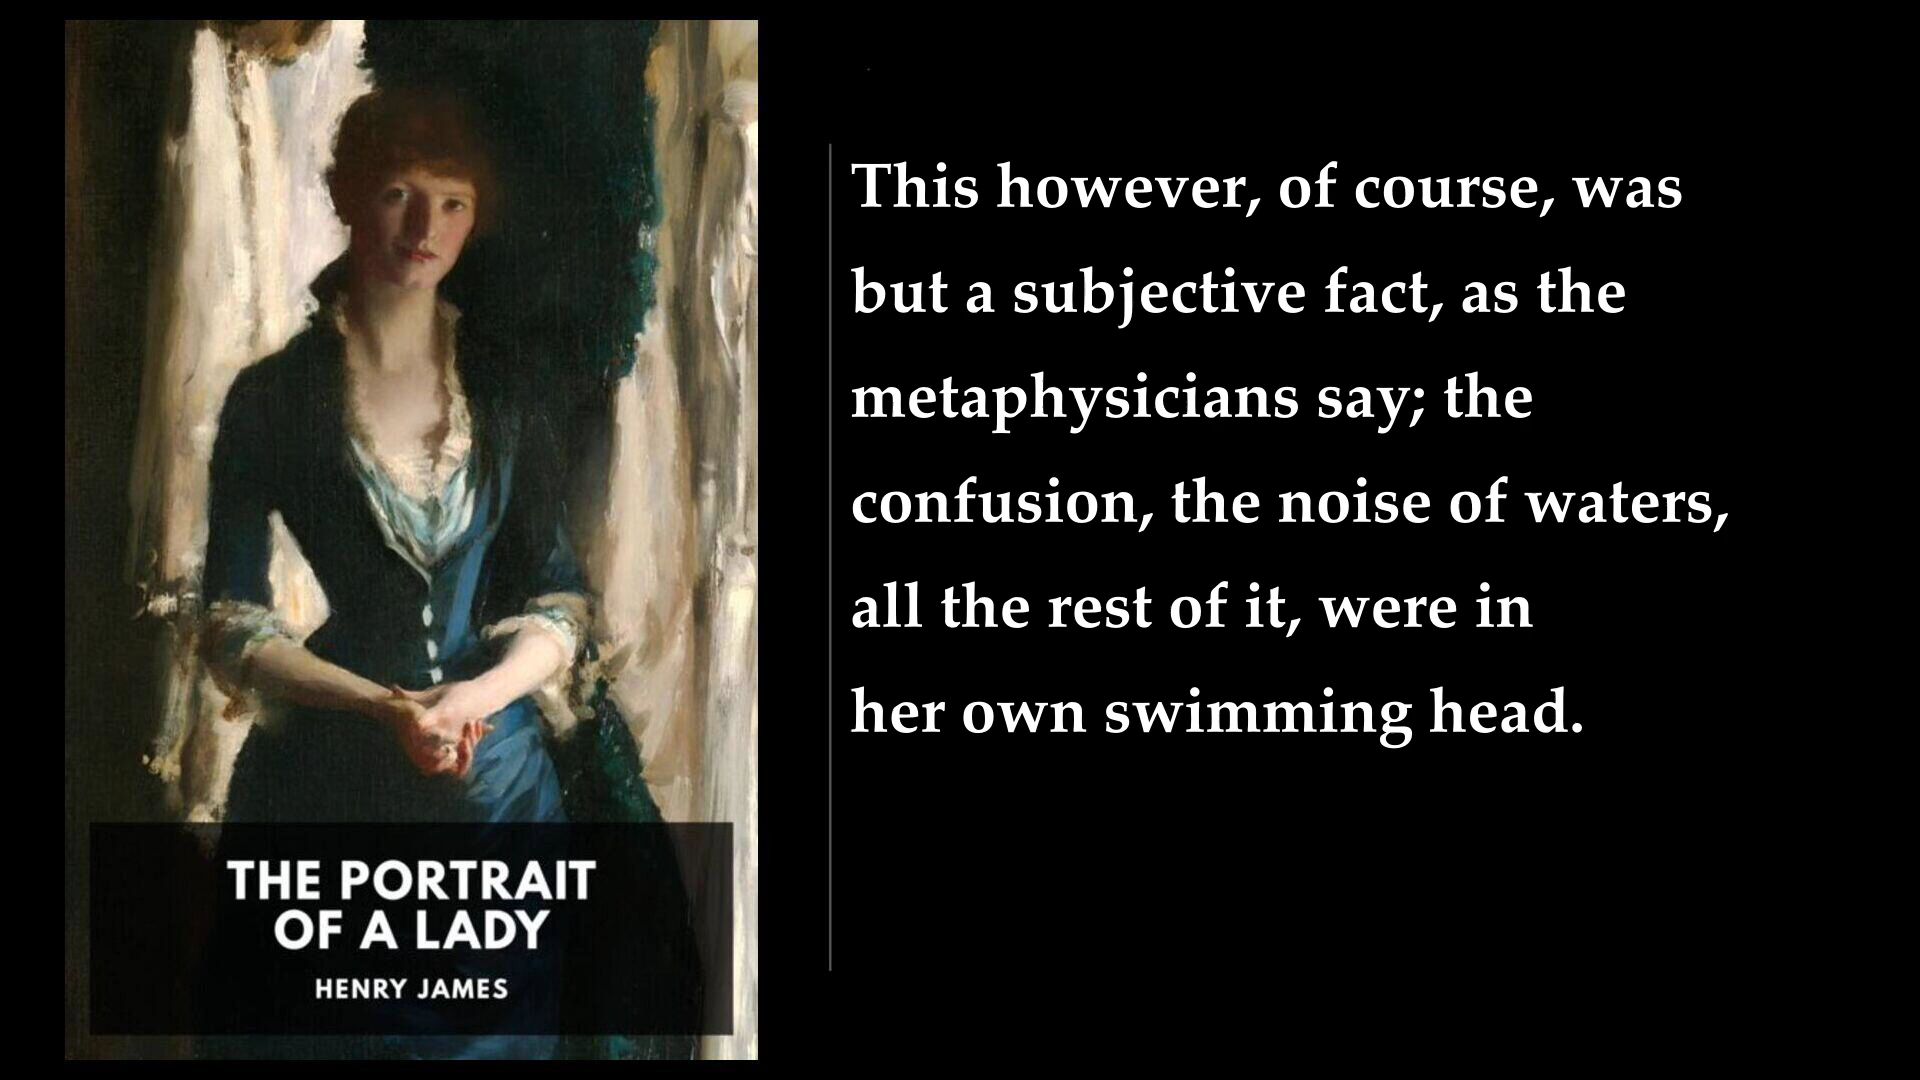 This however, of course, was
but a subjective fact, as the
metaphysicians say; the
confusion, the noise of waters,
all the rest of it, were in
her own swimming head.
THE PORTRAIT
OF A LADY
HENRY JAMES